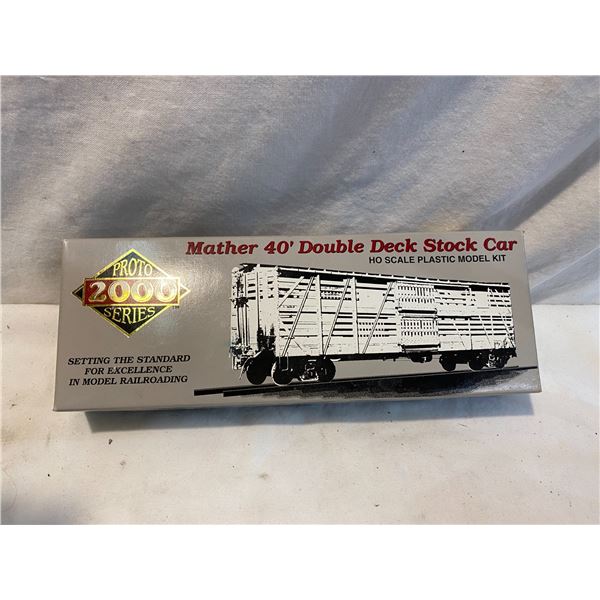 Mather 40' Double Deck Stock Car
HO SCALE PLASTIC MODEL KIT
PROTO
2000
SERIES
SETTING THE STANDARD
FOR EXCELLENCE
IN MODEL RAILROADING